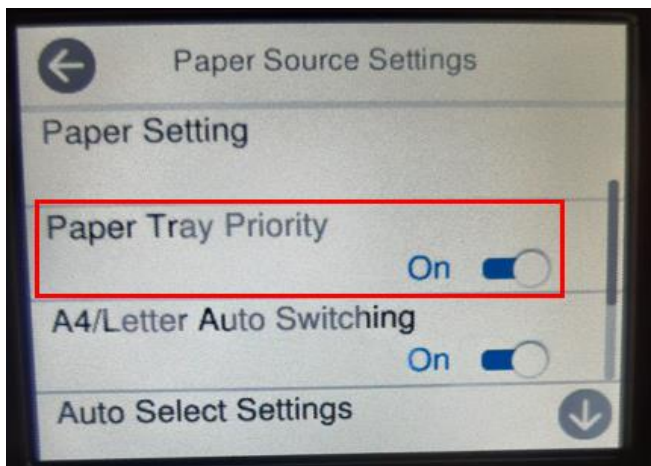 Paper Source Settings
Paper Setting
Paper Tray Priority
On
A4/Letter Auto Switching
On
Auto Select Settings